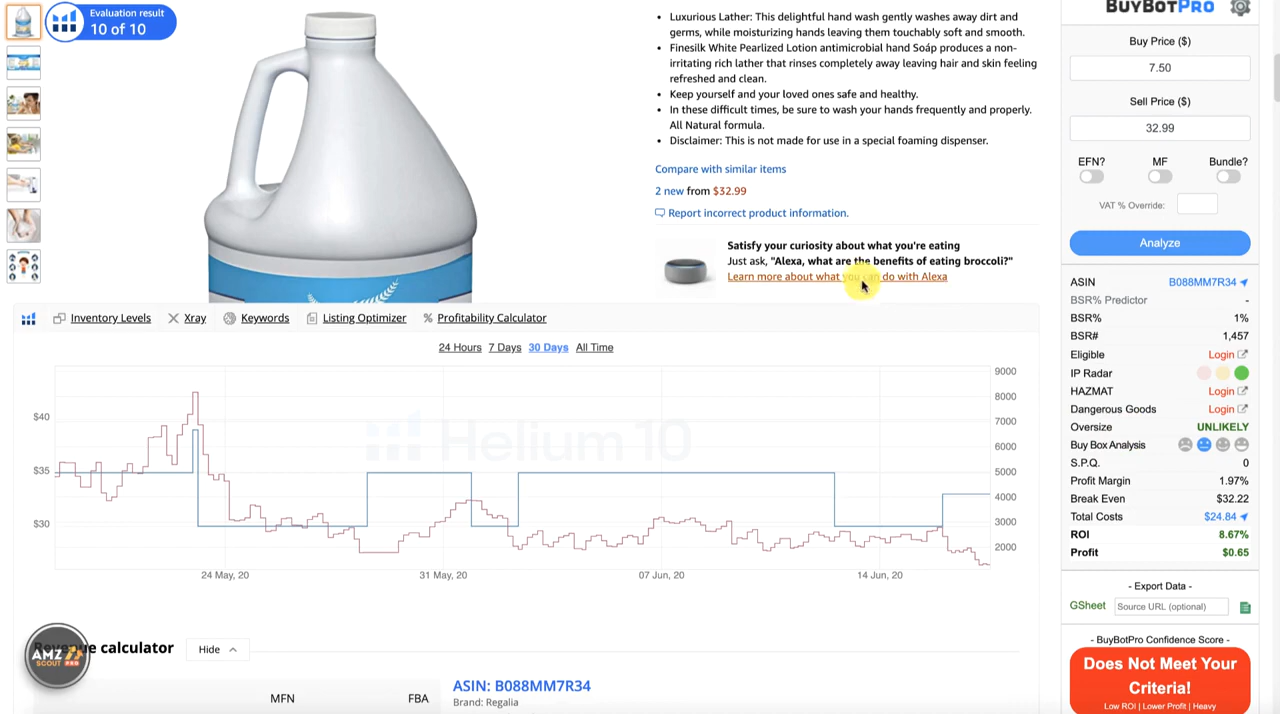 Evaluation result
10 of 10
• Luxurious Lather: This delightful hand wash gently washes away dirt and
germs, while moisturizing hands leaving them touchably soft and smooth.
• Finesilk White Pearlized Lotion antimicrobial hand Soáp produces a non-
irritating rich lather that rinses completely away leaving hair and skin feeling
refreshed and clean.
• Keep yourself and your loved ones safe and healthy.
• In these difficult times, be sure to wash your hands frequently and properly.
All Natural formula.
• Disclaimer: This is not made for use in a special foaming dispenser.
Compare with similar items
2 new from $32.99
Report incorrect product information.
Satisfy your curiosity about what you're eating
Just ask, "Alexa, what are the benefits of eating broccoli?"
Learn more about what you can do with Alexa
Inventory Levels Xray Keywords Listing Optimizer % Profitability Calculator
24 Hours 7 Days 30 Days All Time
Helium 10
$40
$35
$30
9000
8000
7000
6000
5000
4000
3000
2000
24 May, 20 31 May, 20 07 Jun, 20 14 Jun, 20
AMZ
SCOUT PRO
ue calculator
Hide
MFN FBA
ASIN: B088MM7R34
Brand: Regalia
BUYBOTPRO
Buy Price ($)
7.50
Sell Price ($)
32.99
EFN? MF Bundle?
VAT % Override:
Analyze
ASIN B088MM7R34
BSR% Predictor -
BSR% 1%
BSR# 1,457
Eligible Login
IP Radar
HAZMAT Login
Dangerous Goods Login
Oversize UNLIKELY
Buy Box Analysis
S.P.Q. 0
Profit Margin 1.97%
Break Even $32.22
Total Costs $24.84
ROI 8.67%
Profit $0.65
- Export Data -
GSheet Source URL (optional)
- BuyBotPro Confidence Score -
Does Not Meet Your
Criteria!
Low ROI | Lower Profit | Heavy